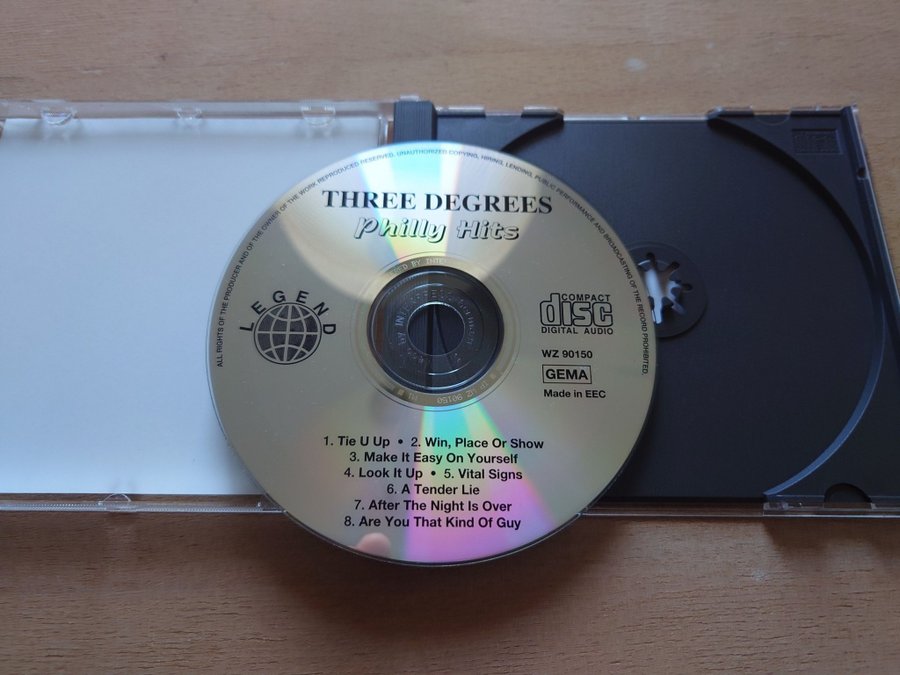 ALL RIGHTS OF THE PRODUCER AND OF THE OWNER OF THE WORK REPRODUCED RESERVED. UNAUTHORIZED COPYING, HIRING, LENDING, PUBLIC PERFORMANCE AND BROADCASTING OF THE RECORD PROHIBITED.
THREE DEGREES
Philly Hits
LEGEND
COMPACT
disc
DIGITAL AUDIO
WZ 90150
GEMA
Made in EEC
1. Tie U Up • 2. Win, Place Or Show
3. Make It Easy On Yourself
4. Look It Up • 5. Vital Signs
6. A Tender Lie
7. After The Night Is Over
8. Are You That Kind Of Guy